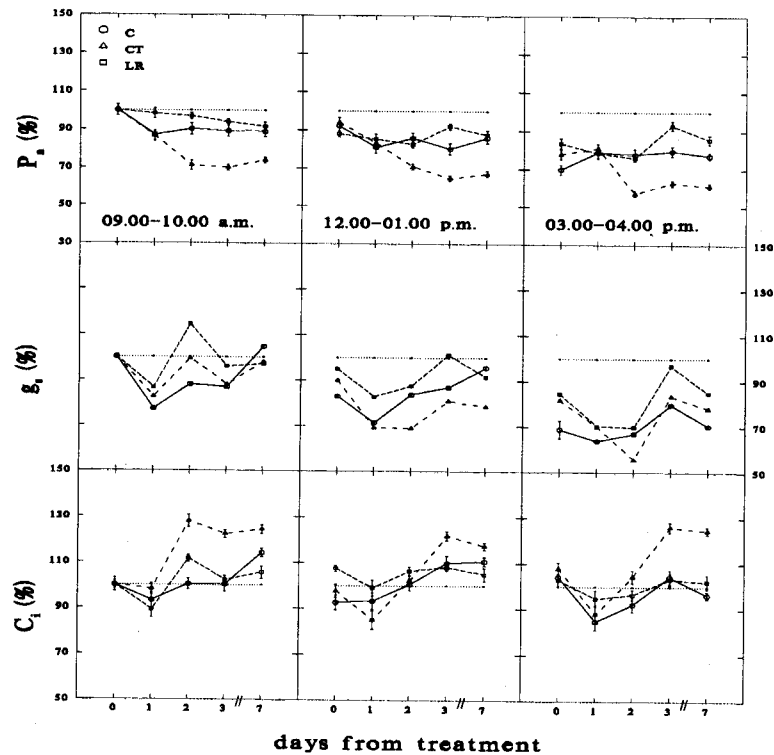 150
130
110
90
70
50
30
P_n (%)
C
CT
LR
09.00–10.00 a.m.
12.00–01.00 p.m.
03.00–04.00 p.m.
g_s (%)
150
130
110
90
70
50
150
130
110
90
70
50
C_i (%)
0 1 2 3 // 7
0 1 2 3 // 7
0 1 2 3 // 7
days from treatment